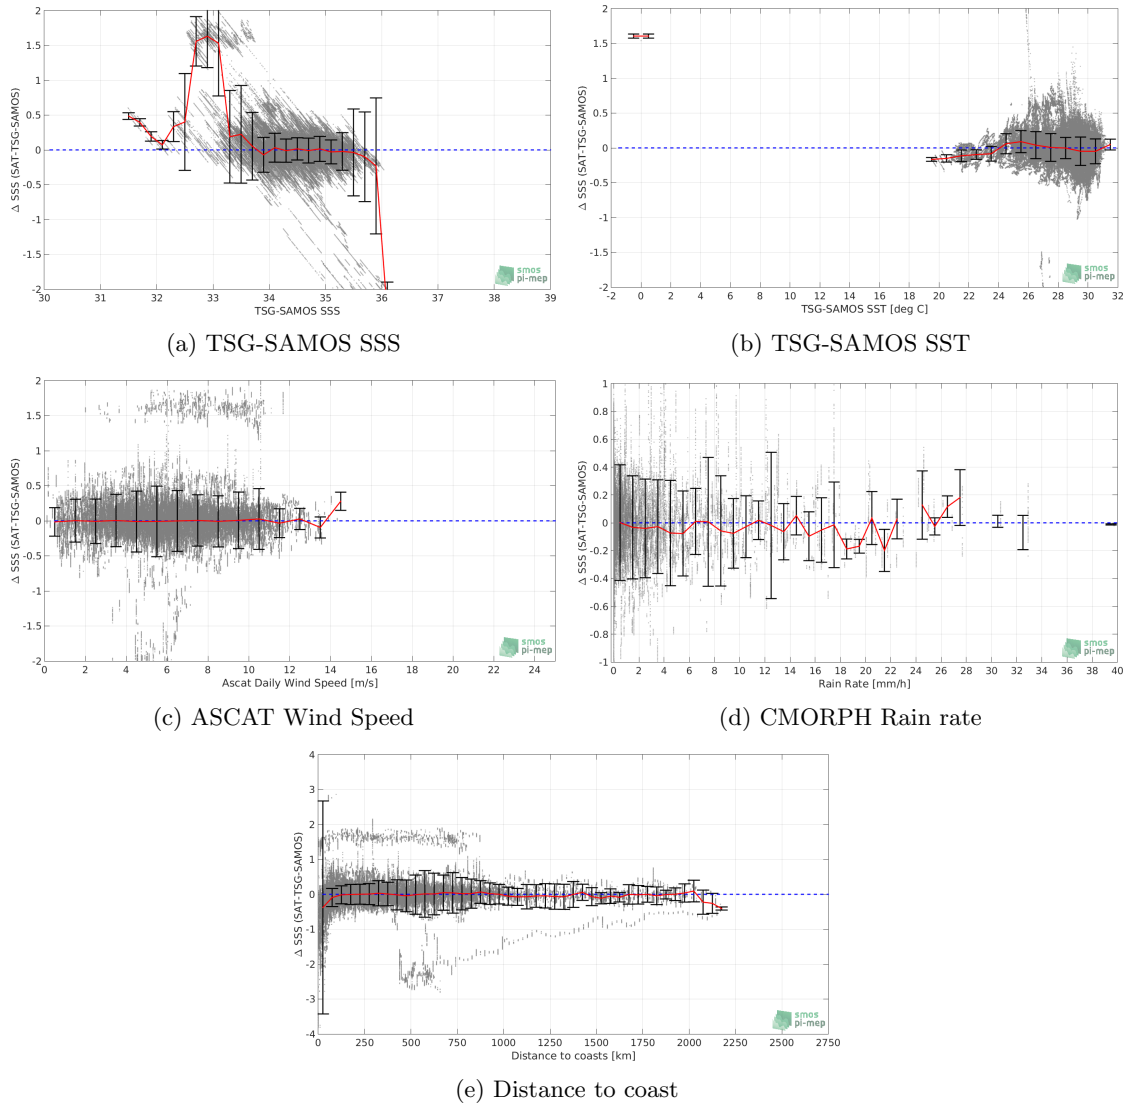 2
1.5
1
0.5
0
-0.5
-1
-1.5
-2
Δ SSS (SAT-TSG-SAMOS)
30 31 32 33 34 35 36 37 38 39
TSG-SAMOS SSS
smos
pi-mep
(a) TSG-SAMOS SSS
2
1.5
1
0.5
0
-0.5
-1
-1.5
-2
Δ SSS (SAT-TSG-SAMOS)
-2 0 2 4 6 8 10 12 14 16 18 20 22 24 26 28 30 32
TSG-SAMOS SST [deg C]
smos
pi-mep
(b) TSG-SAMOS SST
2
1.5
1
0.5
0
-0.5
-1
-1.5
-2
Δ SSS (SAT-TSG-SAMOS)
0 2 4 6 8 10 12 14 16 18 20 22 24
Ascat Daily Wind Speed [m/s]
smos
pi-mep
(c) ASCAT Wind Speed
1
0.8
0.6
0.4
0.2
0
-0.2
-0.4
-0.6
-0.8
-1
Δ SSS (SAT-TSG-SAMOS)
0 2 4 6 8 10 12 14 16 18 20 22 24 26 28 30 32 34 36 38 40
Rain Rate [mm/h]
smos
pi-mep
(d) CMORPH Rain rate
4
3
2
1
0
-1
-2
-3
-4
Δ SSS (SAT-TSG-SAMOS)
0 250 500 750 1000 1250 1500 1750 2000 2250 2500 2750
Distance to coasts [km]
smos
pi-mep
(e) Distance to coast